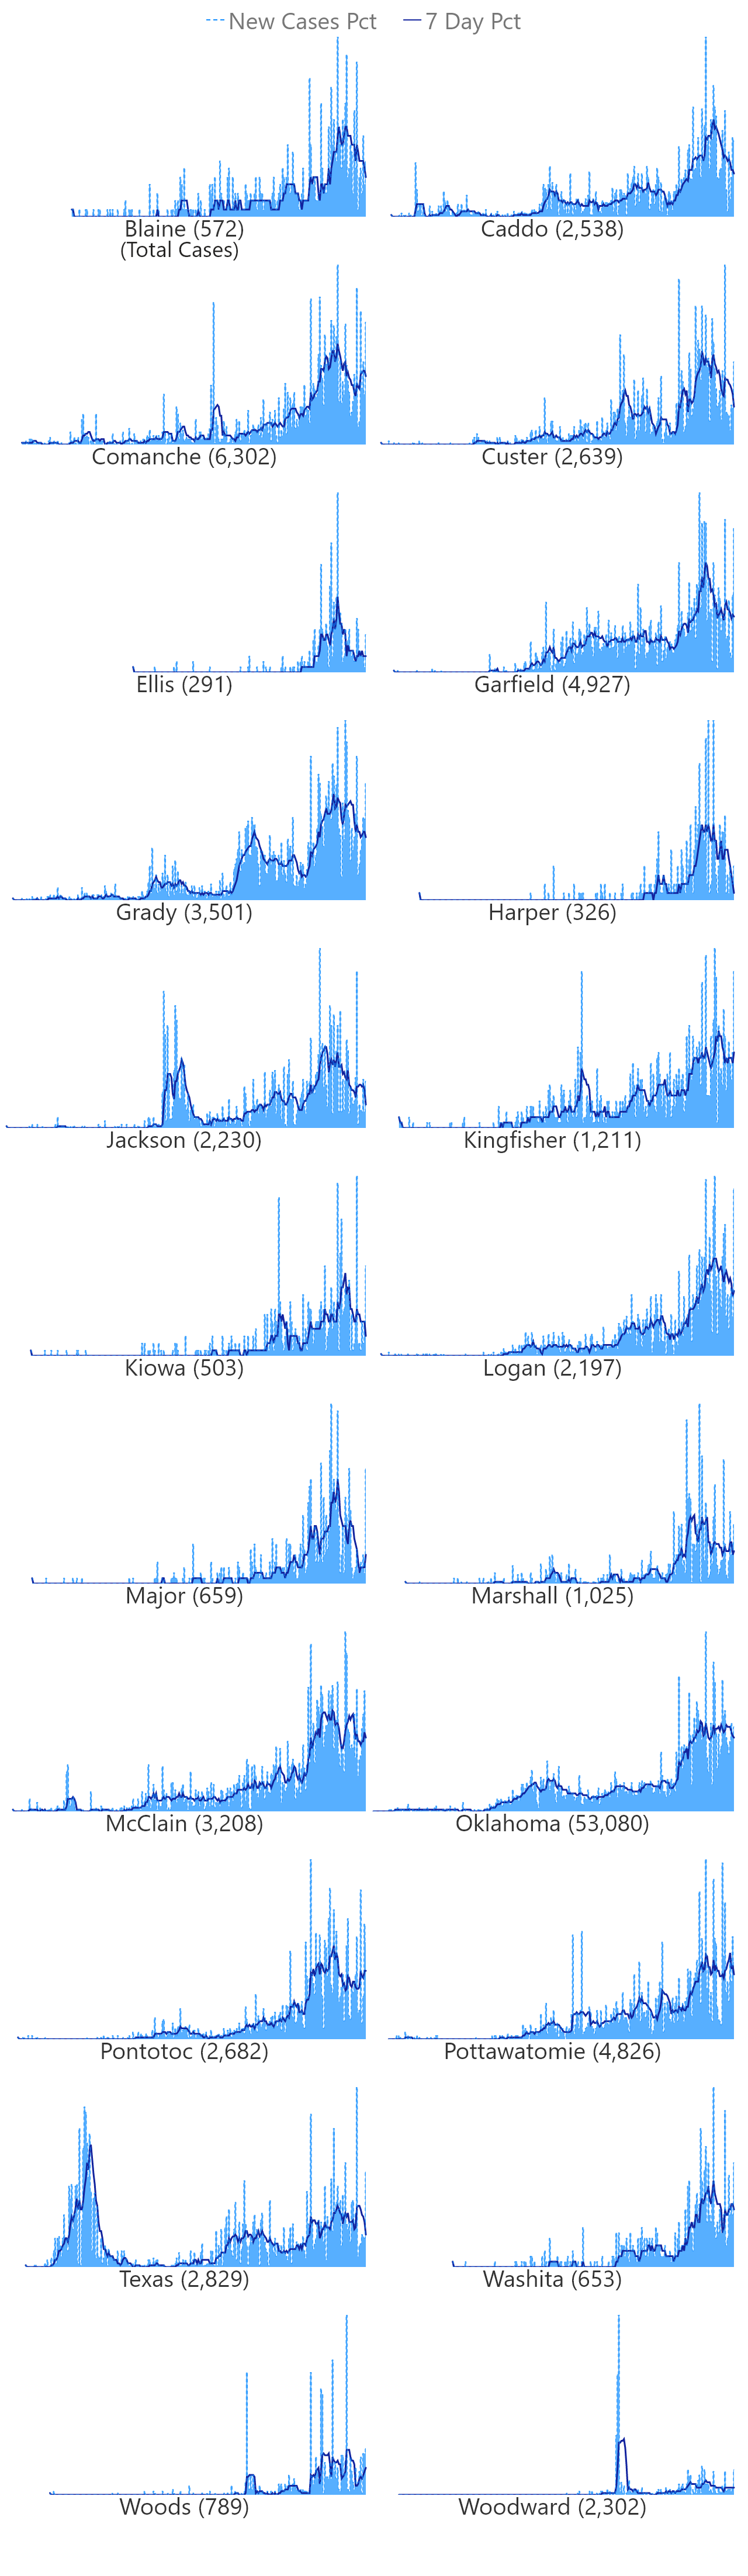 New Cases Pct 7 Day Pct
Blaine (572) Caddo (2,538)
(Total Cases)
Comanche (6,302) Custer (2,639)
Ellis (291) Garfield (4,927)
Grady (3,501) Harper (326)
Jackson (2,230) Kingfisher (1,211)
Kiowa (503) Logan (2,197)
Major (659) Marshall (1,025)
McClain (3,208) Oklahoma (53,080)
Pontotoc (2,682) Pottawatomie (4,826)
Texas (2,829) Washita (653)
Woods (789) Woodward (2,302)